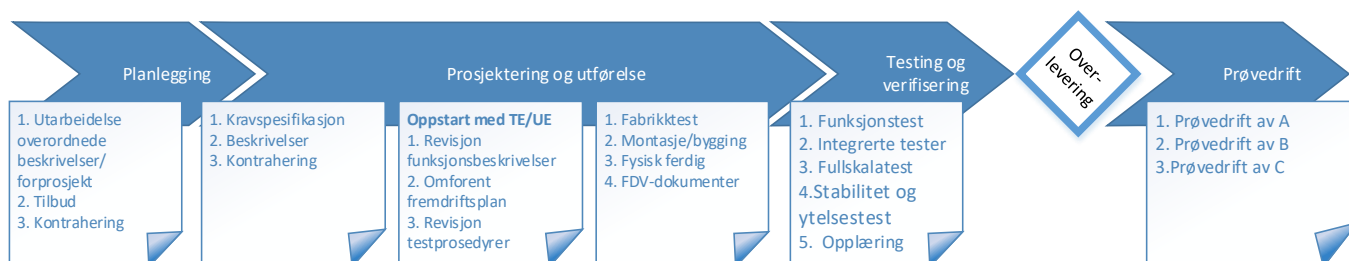 Planlegging
Prosjektering og utførelse
Testing og
verifisering
Over-
levering
Prøvedrift
1. Utarbeidelse
overordnede
beskrivelser/
forprosjekt
2. Tilbud
3. Kontrahering
1. Kravspesifikasjon
2. Beskrivelser
3. Kontrahering
Oppstart med TE/UE
1. Revisjon
funksjonsbeskrivelser
2. Omforent
fremdriftsplan
3. Revisjon
testprosedyrer
1. Fabrikktest
2. Montasje/bygging
3. Fysisk ferdig
4. FDV-dokumenter
1. Funksjonstest
2. Integrerte tester
3. Fullskalatest
4.Stabilitet og
ytelsestest
5. Opplæring
1. Prøvedrift av A
2. Prøvedrift av B
3.Prøvedrift av C